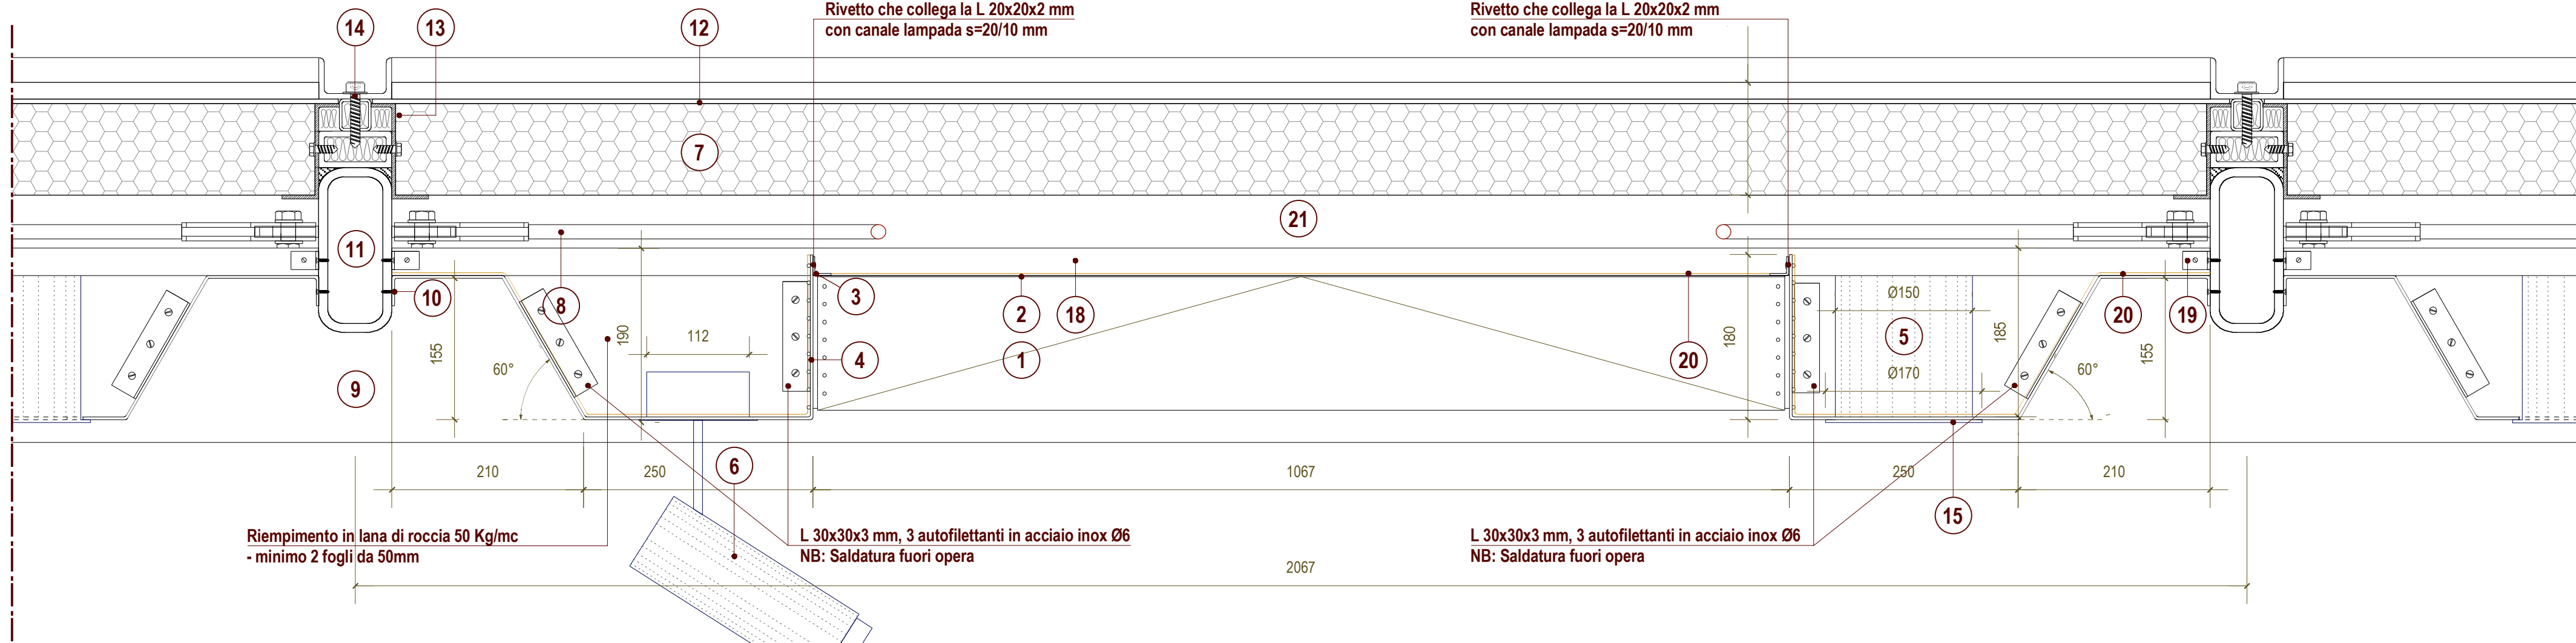 Rivetto che collega la L 20x20x2 mm
con canale lampada s=20/10 mm
Rivetto che collega la L 20x20x2 mm
con canale lampada s=20/10 mm
14
13
12
7
21
11
10
8
3
2
18
1
4
20
5
20
19
9
6
15
Ø150
Ø170
190
112
155
60°
180
185
155
60°
210
250
1067
250
210
Riempimento in lana di roccia 50 Kg/mc
- minimo 2 fogli da 50mm
L 30x30x3 mm, 3 autofilettanti in acciaio inox Ø6
NB: Saldatura fuori opera
L 30x30x3 mm, 3 autofilettanti in acciaio inox Ø6
NB: Saldatura fuori opera
2067